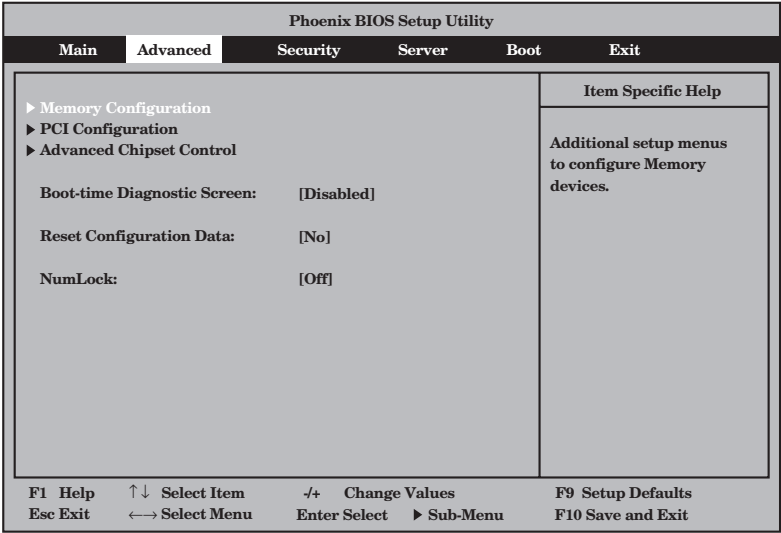 Phoenix BIOS Setup Utility
Main Advanced Security Server Boot Exit
▶ Memory Configuration
▶ PCI Configuration
▶ Advanced Chipset Control
Boot-time Diagnostic Screen: [Disabled]
Reset Configuration Data: [No]
NumLock: [Off]
Item Specific Help
Additional setup menus
to configure Memory
devices.
F1 Help ↑↓ Select Item -/+ Change Values F9 Setup Defaults
Esc Exit ←→ Select Menu Enter Select ▶ Sub-Menu F10 Save and Exit